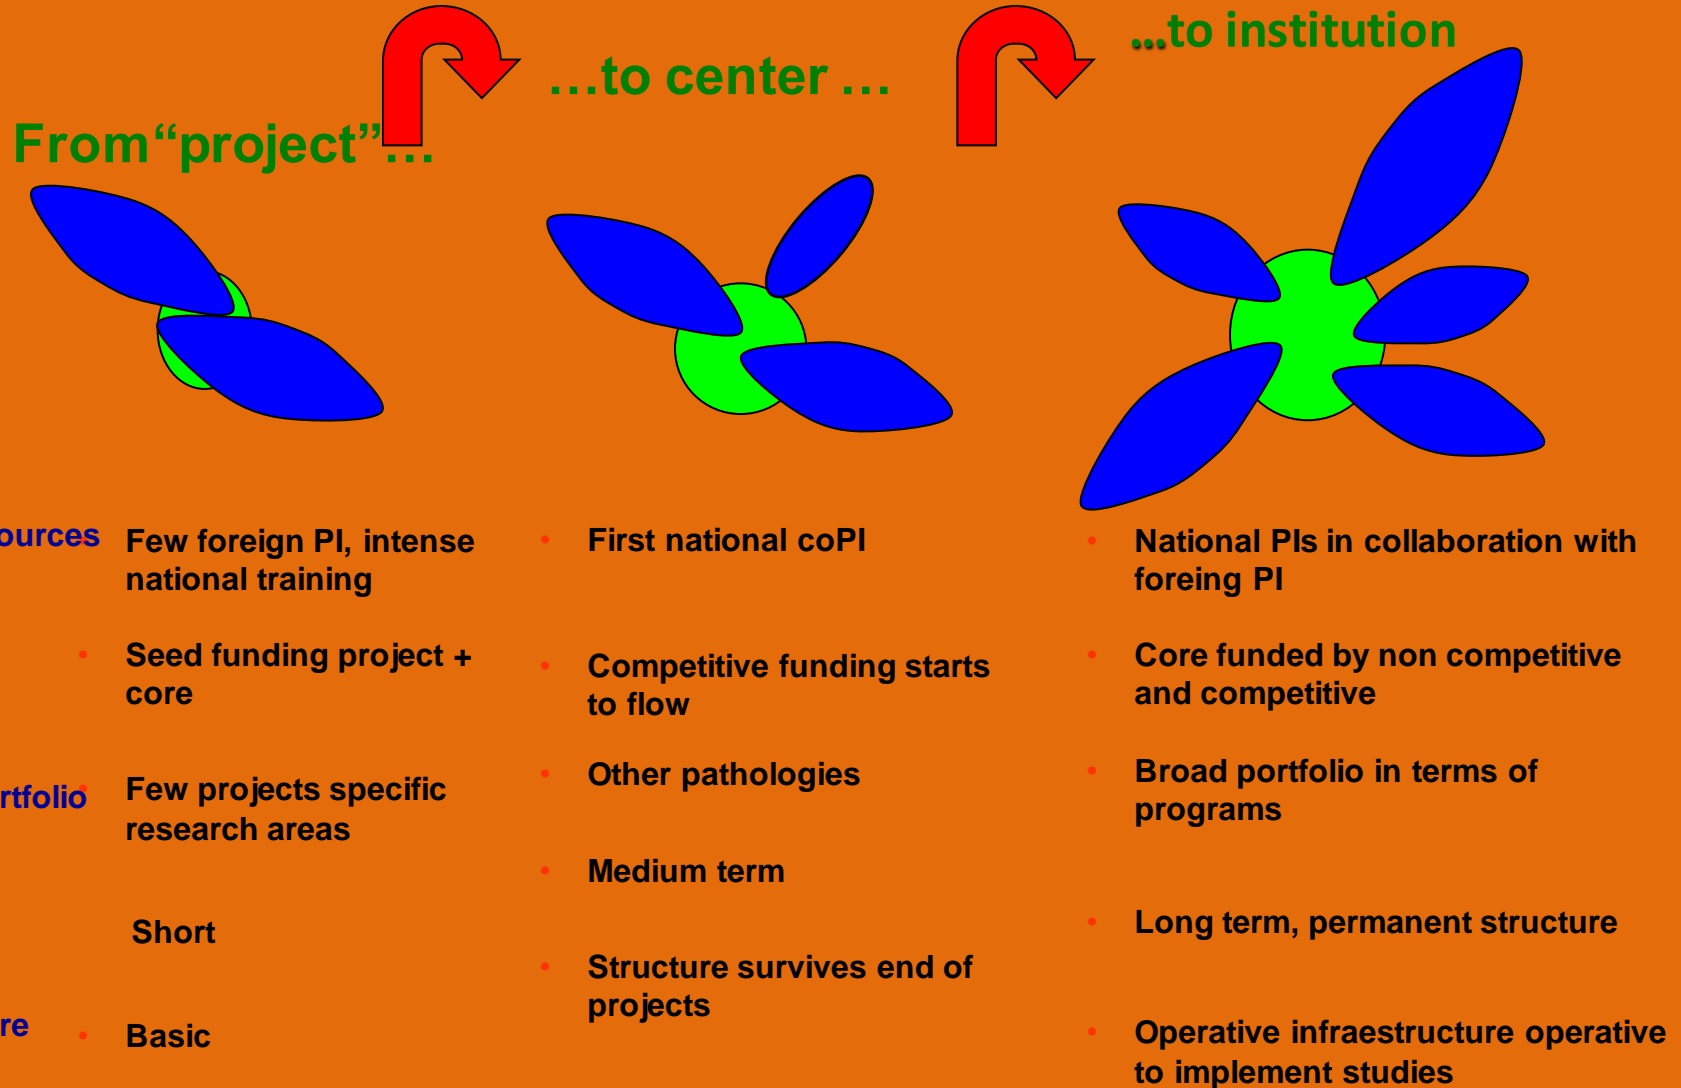 From“project”…
…to center …
…to institution
ources
Few foreign PI, intense
national training
• Seed funding project +
core
rtfolio
• Few projects specific
research areas
Short
re
• Basic
• First national coPI
• Competitive funding starts
to flow
• Other pathologies
• Medium term
• Structure survives end of
projects
• National PIs in collaboration with
foreing PI
• Core funded by non competitive
and competitive
• Broad portfolio in terms of
programs
• Long term, permanent structure
• Operative infraestructure operative
to implement studies